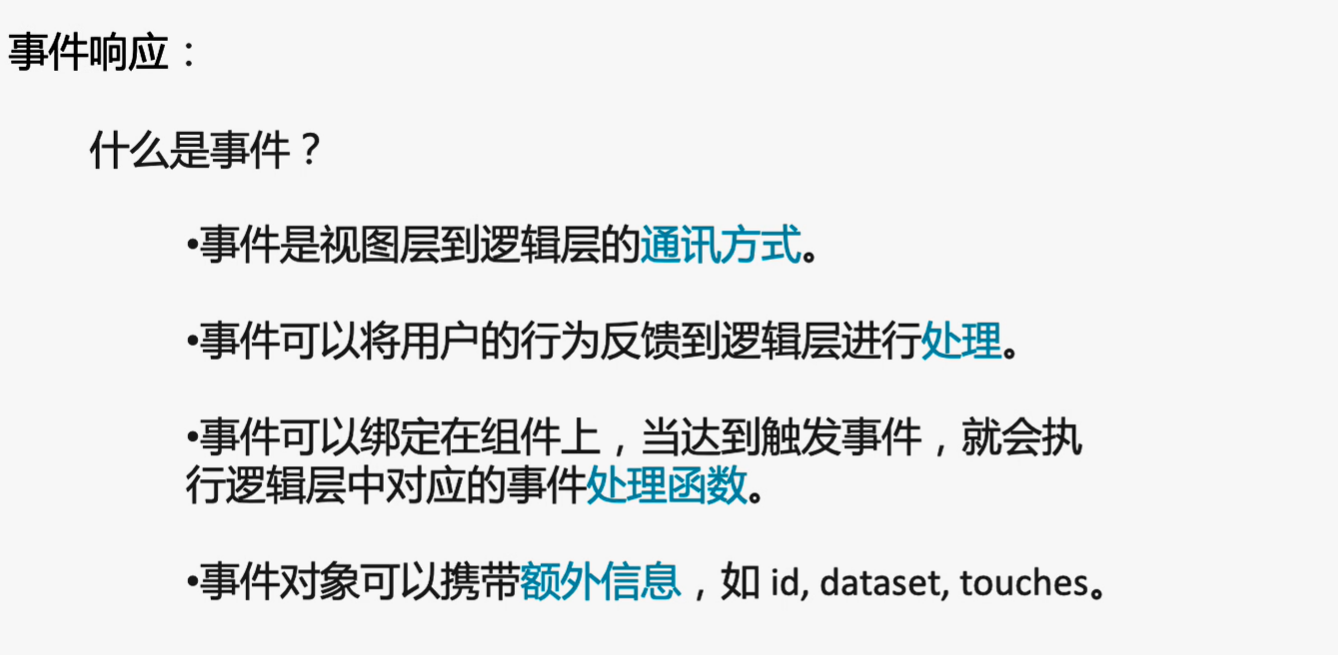 事件响应：
什么是事件？
•事件是视图层到逻辑层的通讯方式。
•事件可以将用户的行为反馈到逻辑层进行处理。
•事件可以绑定在组件上，当达到触发事件，就会执
行逻辑层中对应的事件处理函数。
•事件对象可以携带额外信息，如 id, dataset, touches。